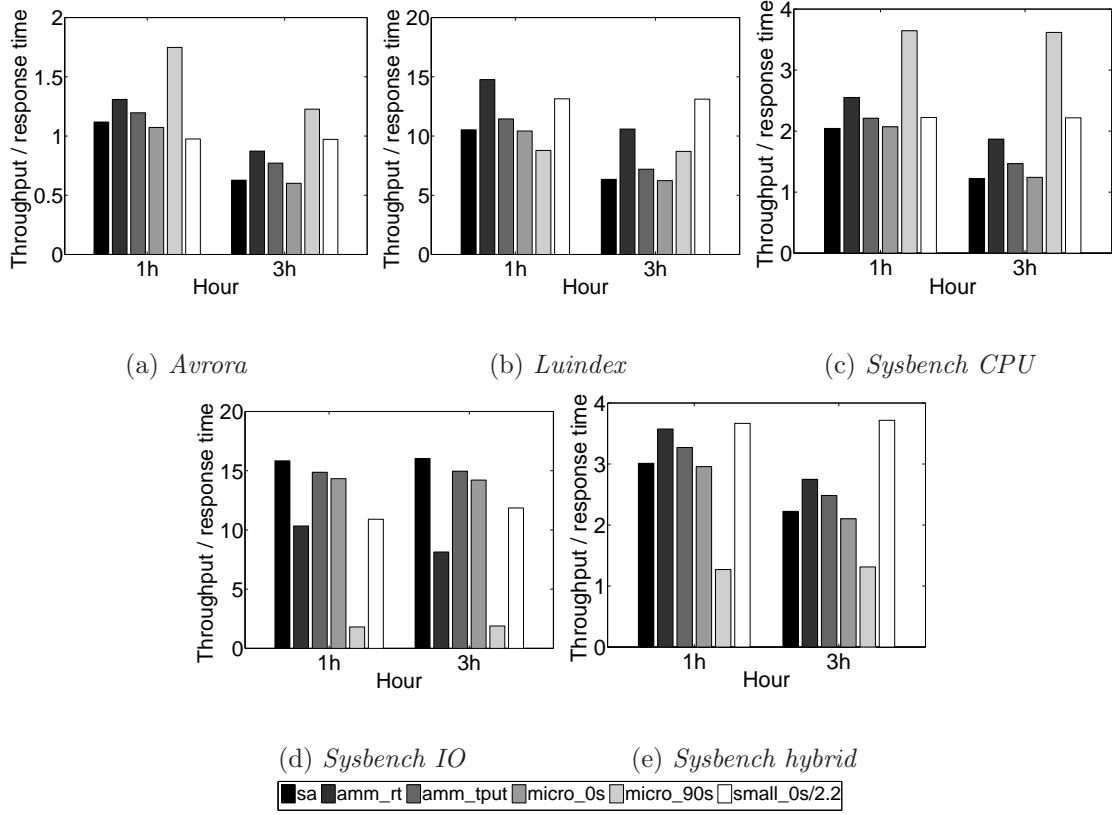 Throughput / response time
2
1.5
1
0.5
0
1h 3h
Hour
(a) Avrora
Throughput / response time
20
15
10
5
0
1h 3h
Hour
(b) Luindex
Throughput / response time
4
3
2
1
0
1h 3h
Hour
(c) Sysbench CPU
Throughput / response time
20
15
10
5
0
1h 3h
Hour
(d) Sysbench IO
Throughput / response time
4
3
2
1
0
1h 3h
Hour
(e) Sysbench hybrid
sa amm_rt amm_tput micro_0s micro_90s small_0s/2.2